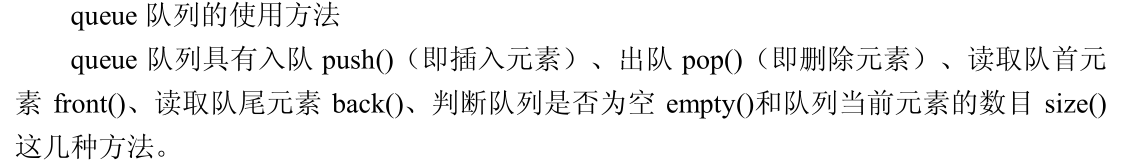 queue 队列的使用方法
queue 队列具有入队 push()（即插入元素）、出队 pop()（即删除元素）、读取队首元
素 front()、读取队尾元素 back()、判断队列是否为空 empty()和队列当前元素的数目 size()
这几种方法。